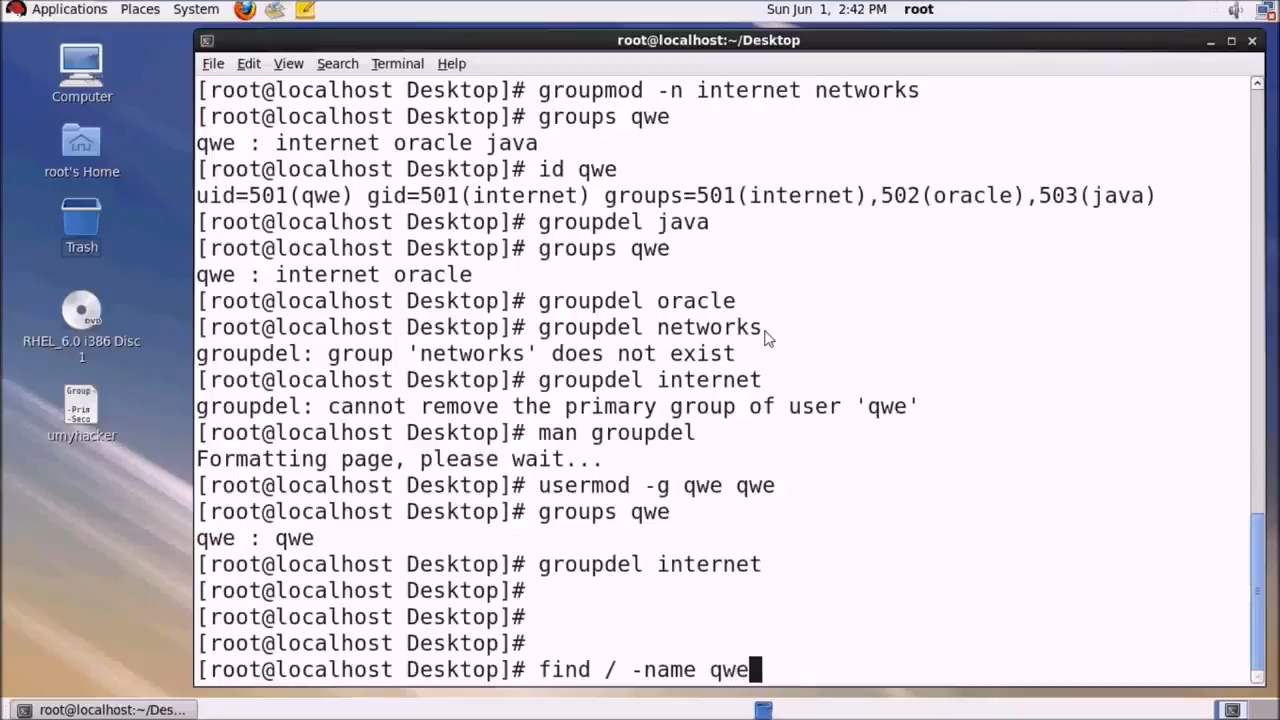 Applications Places System Sun Jun 1, 2:42 PM root
root@localhost:~/Desktop
File Edit View Search Terminal Help
[root@localhost Desktop]# groupmod -n internet networks
[root@localhost Desktop]# groups qwe
qwe : internet oracle java
[root@localhost Desktop]# id qwe
uid=501(qwe) gid=501(internet) groups=501(internet),502(oracle),503(java)
[root@localhost Desktop]# groupdel java
[root@localhost Desktop]# groups qwe
qwe : internet oracle
[root@localhost Desktop]# groupdel oracle
[root@localhost Desktop]# groupdel networks
groupdel: group 'networks' does not exist
[root@localhost Desktop]# groupdel internet
groupdel: cannot remove the primary group of user 'qwe'
[root@localhost Desktop]# man groupdel
Formatting page, please wait...
[root@localhost Desktop]# usermod -g qwe qwe
[root@localhost Desktop]# groups qwe
qwe : qwe
[root@localhost Desktop]# groupdel internet
[root@localhost Desktop]#
[root@localhost Desktop]#
[root@localhost Desktop]#
[root@localhost Desktop]# find / -name qwe
Computer
root's Home
Trash
DVD
RHEL_6.0 i386 Disc
1
Group
-Prim
-Seco
umyhacker
root@localhost:~/Des...